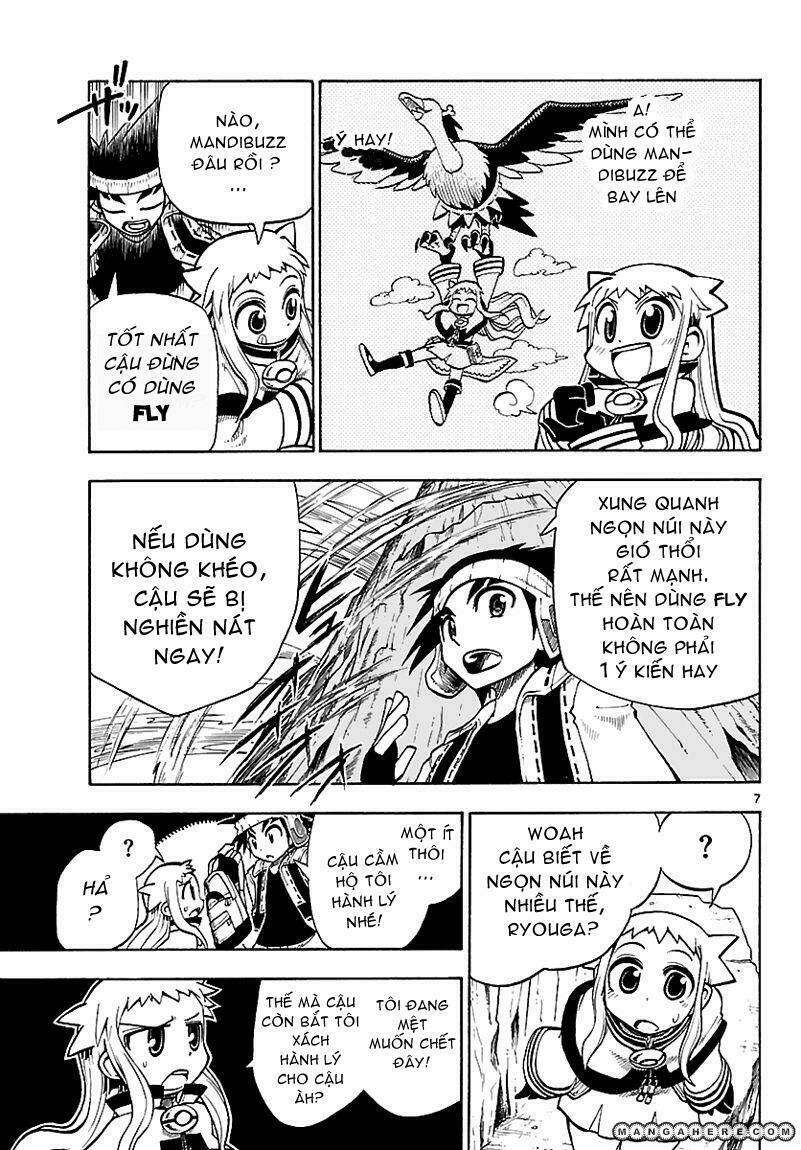 A!
MÌNH CÓ THỂ
DÙNG MAN-
DIBUZZ ĐỂ
BAY LÊN
Ý HAY!
NÀO,
MANDIBUZZ
ĐÂU RỒI ?
...
TỐT NHẤT
CẬU ĐỪNG
CÓ DÙNG
FLY
XUNG QUANH
NGỌN NÚI NÀY
GIÓ THỔI
RẤT MẠNH.
THẾ NÊN DÙNG FLY
HOÀN TOÀN
KHÔNG PHẢI
1 Ý KIẾN HAY
NẾU DÙNG
KHÔNG KHÉO,
CẬU SẼ BỊ
NGHIỀN NÁT
NGAY!
7
?
WOAH
CẬU BIẾT VỀ
NGỌN NÚI NÀY
NHIỀU THẾ,
RYOUGA?
MỘT ÍT
THÔI
...
CẬU CẦM
HỘ TÔI
HÀNH LÝ
NHÉ!
?
HẢ
?
TÔI ĐANG
MỆT
MUỐN CHẾT
ĐÂY!
THẾ MÀ CẬU
CÒN BẮT TÔI
XÁCH
HÀNH LÝ
CHO CẬU
ÀH?
MANGAHERE.COM